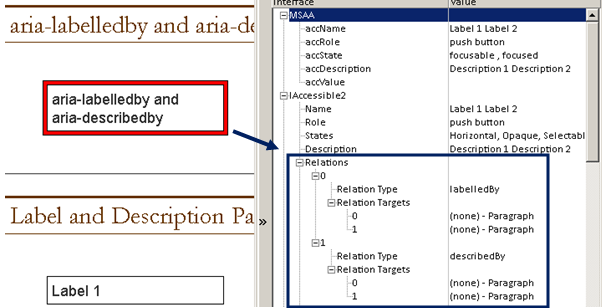 aria-labelledby and aria-de
aria-labelledby and
aria-describedby
Label and Description Pa
Label 1
»
Interface Value
MSAA
accName Label 1 Label 2
accRole push button
accState focusable , focused
accDescription Description 1 Description 2
accValue
IAccessible2
Name Label 1 Label 2
Role push button
States Horizontal, Opaque, Selectabl
Description Description 1 Description 2
Relations
0
Relation Type labelledBy
Relation Targets
0 (none) - Paragraph
1 (none) - Paragraph
1
Relation Type describedBy
Relation Targets
0 (none) - Paragraph
1 (none) - Paragraph